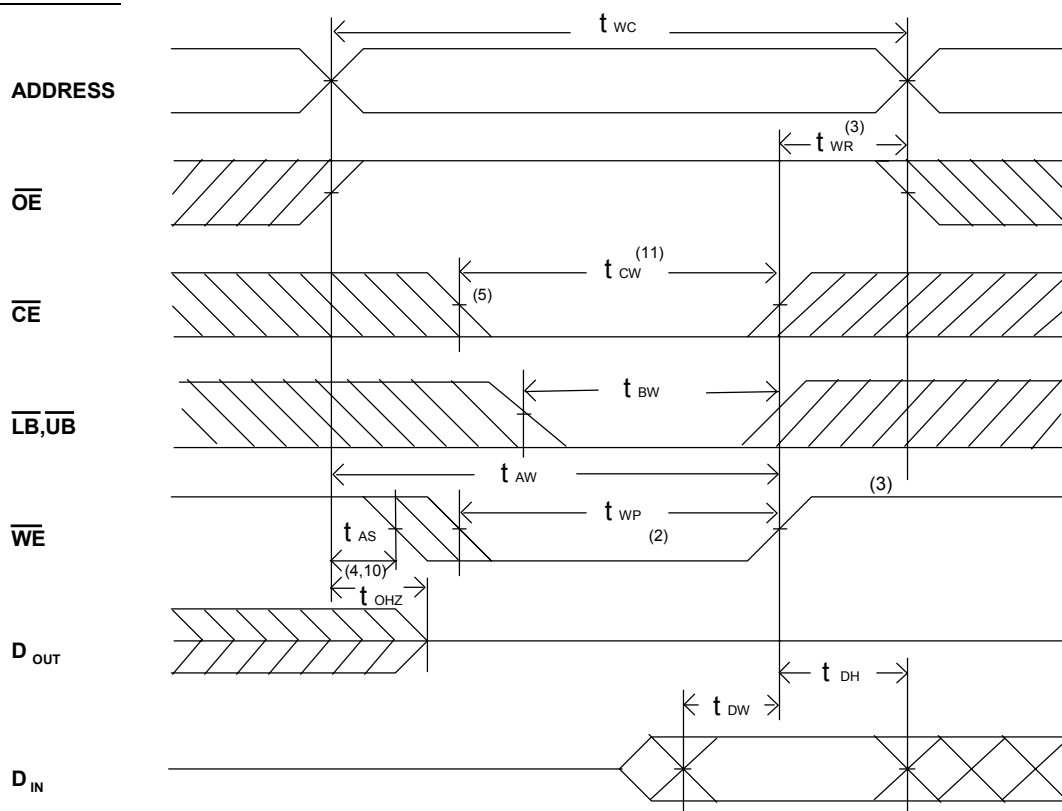 t WC
ADDRESS
t WR (3)
OE
t CW (11)
(5)
CE
t BW
LB,UB
t AW
(3)
t WP
(2)
WE
t AS
(4,10)
t OHZ
D OUT
t DH
t DW
D IN